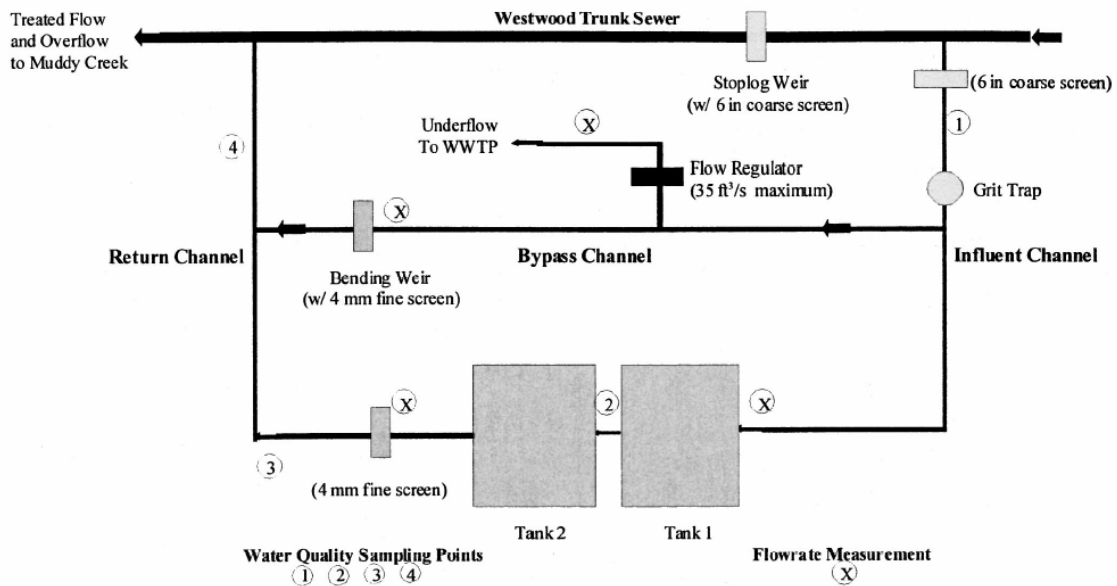 Treated Flow
and Overflow
to Muddy Creek
Westwood Trunk Sewer
Stoplog Weir
(w/ 6 in coarse screen)
(6 in coarse screen)
1
Underflow
To WWTP
X
4
Flow Regulator
(35 ft³/s maximum)
Grit Trap
X
Return Channel
Bypass Channel
Influent Channel
Bending Weir
(w/ 4 mm fine screen)
X
2
X
3
(4 mm fine screen)
Tank 2
Tank 1
Water Quality Sampling Points
1 2 3 4
Flowrate Measurement
X